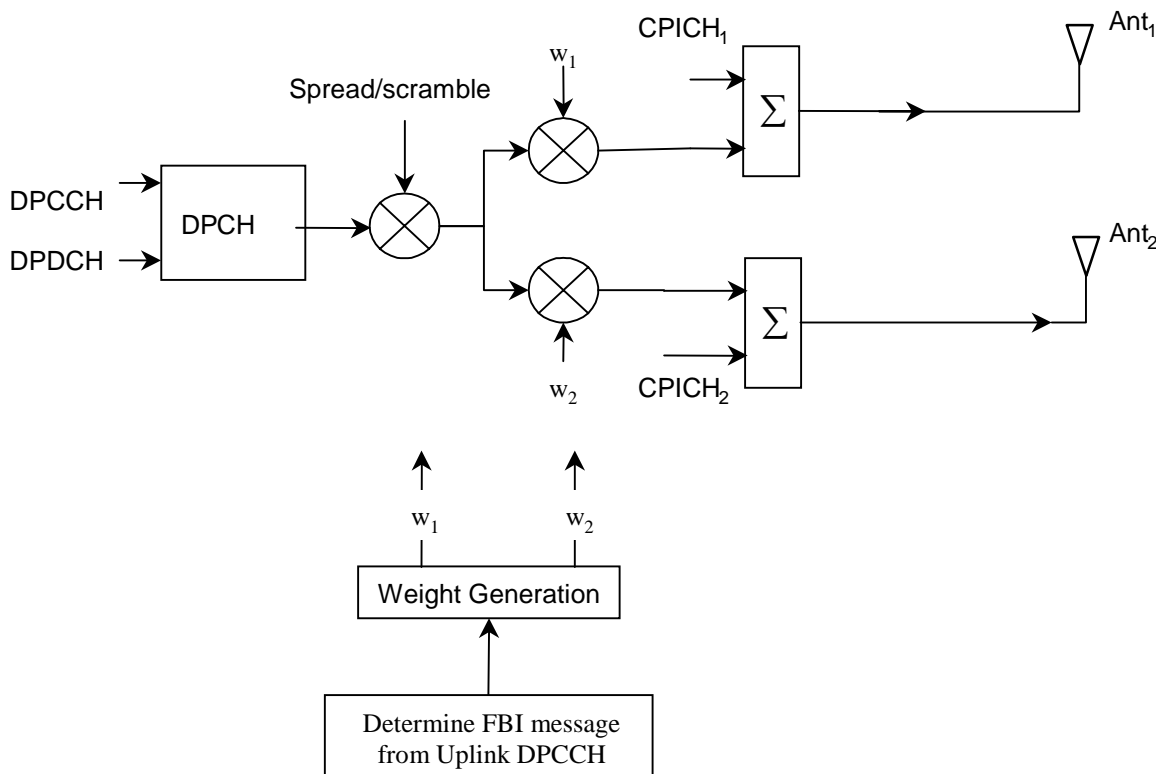 CPICH1
Ant1
w1
Spread/scramble
Σ
DPCCH
DPCH
DPDCH
Ant2
Σ
w2
CPICH2
w1
w2
Weight Generation
Determine FBI message
from Uplink DPCCH